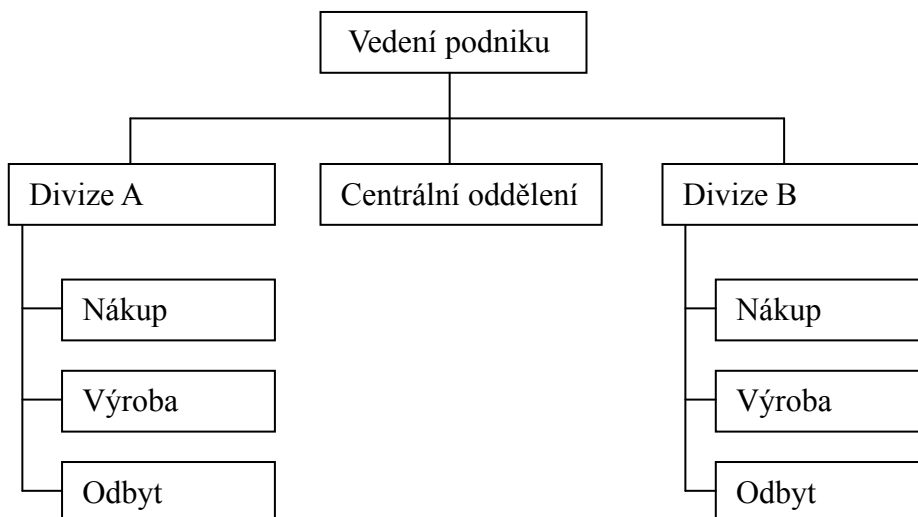 Vedení podniku
Divize A
Centrální oddělení
Divize B
Nákup
Nákup
Výroba
Výroba
Odbyt
Odbyt